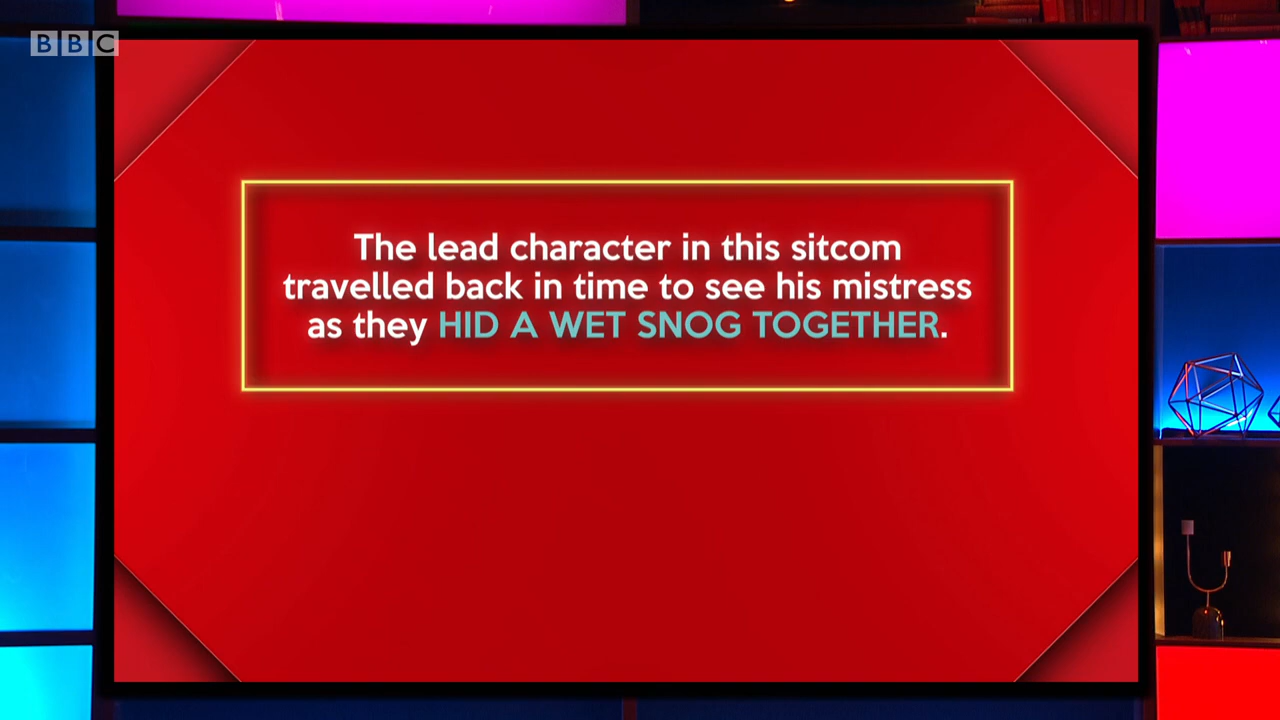 BBC
The lead character in this sitcom
travelled back in time to see his mistress
as they HID A WET SNOG TOGETHER.